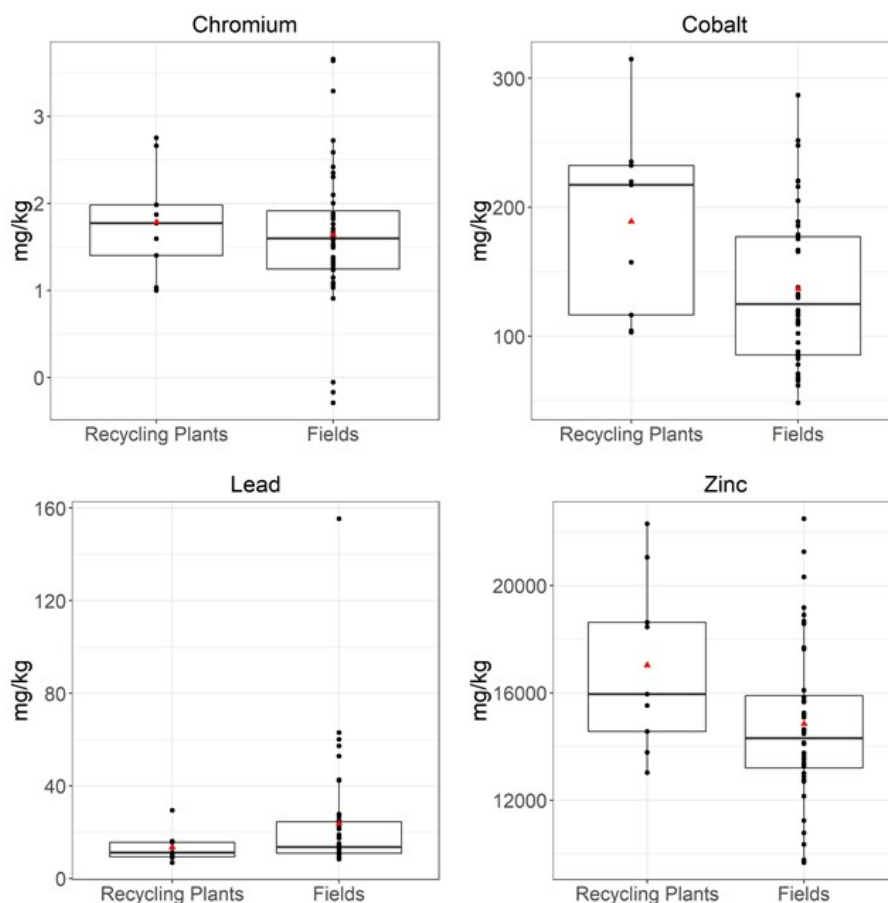 Chromium
mg/kg
3
2
1
0
Recycling Plants Fields
Cobalt
mg/kg
300
200
100
Recycling Plants Fields
Lead
mg/kg
160
120
80
40
0
Recycling Plants Fields
Zinc
mg/kg
20000
16000
12000
Recycling Plants Fields